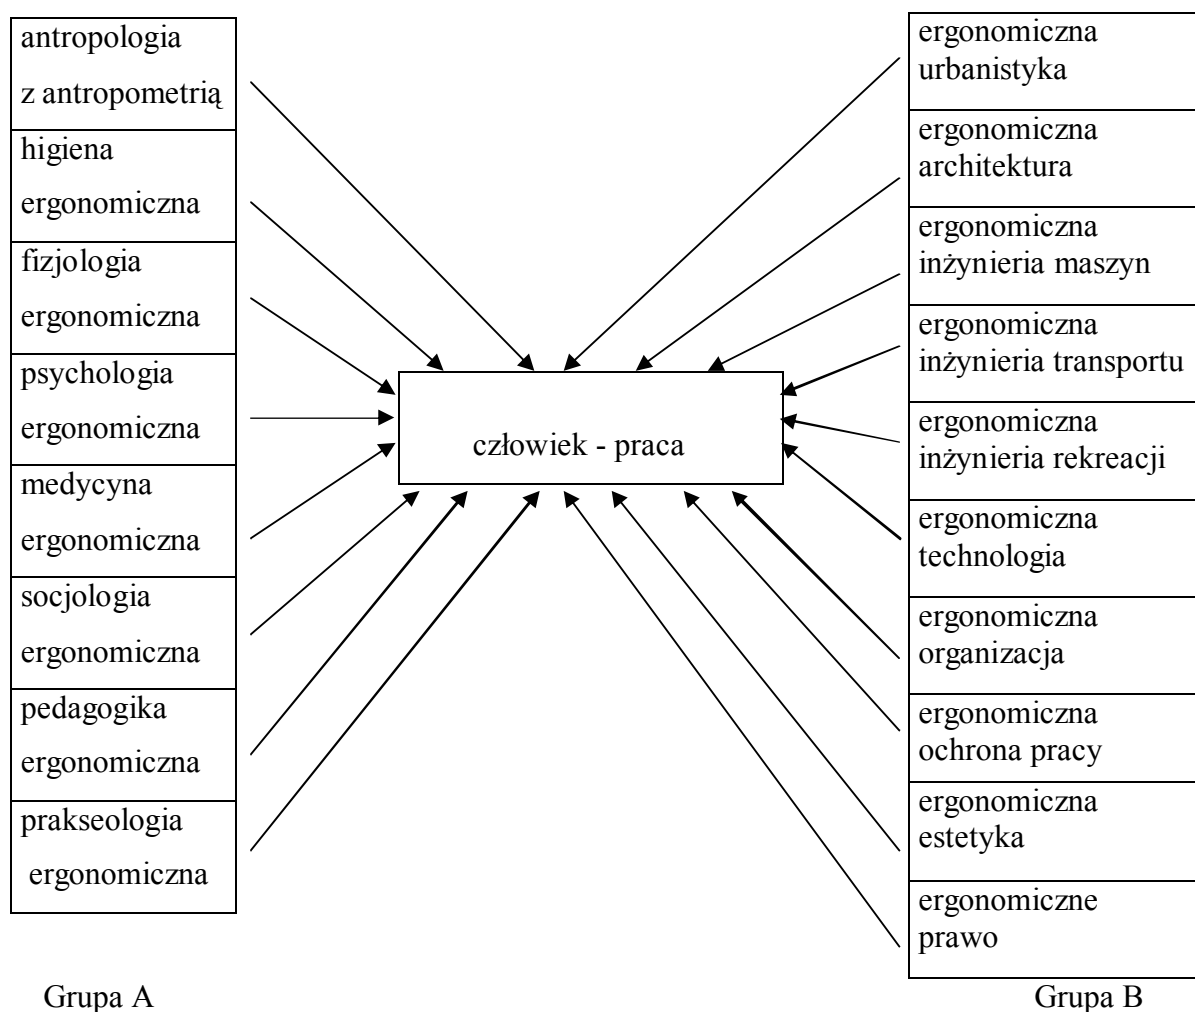 antropologia
z antropometrią
higiena
ergonomiczna
fizjologia
ergonomiczna
psychologia
ergonomiczna
medycyna
ergonomiczna
socjologia
ergonomiczna
pedagogika
ergonomiczna
prakseologia
ergonomiczna
Grupa A
człowiek - praca
ergonomiczna
urbanistyka
ergonomiczna
architektura
ergonomiczna
inżynieria maszyn
ergonomiczna
inżynieria transportu
ergonomiczna
inżynieria rekreacji
ergonomiczna
technologia
ergonomiczna
organizacja
ergonomiczna
ochrona pracy
ergonomiczna
estetyka
ergonomiczne
prawo
Grupa B